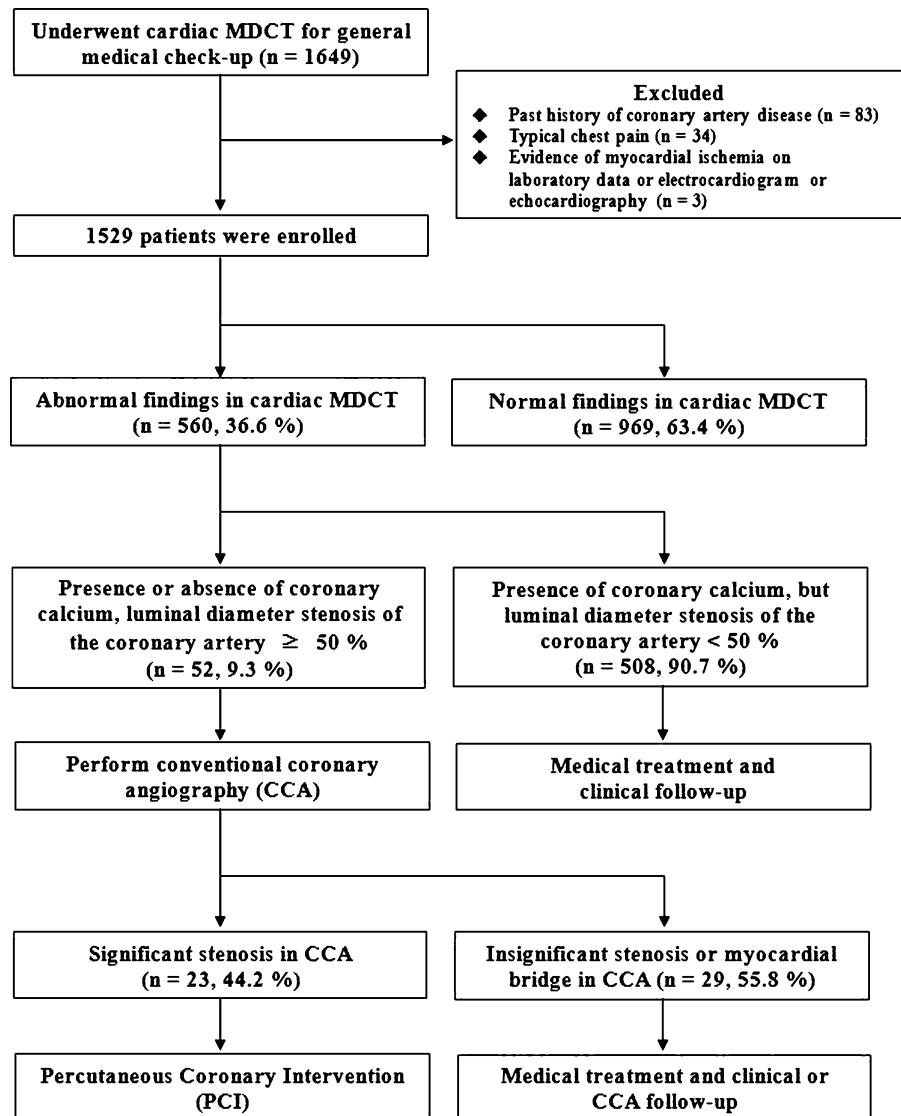 Underwent cardiac MDCT for general
medical check-up (n = 1649)
Excluded
◆ Past history of coronary artery disease (n = 83)
◆ Typical chest pain (n = 34)
◆ Evidence of myocardial ischemia on
laboratory data or electrocardiogram or
echocardiography (n = 3)
1529 patients were enrolled
Abnormal findings in cardiac MDCT
(n = 560, 36.6 %)
Normal findings in cardiac MDCT
(n = 969, 63.4 %)
Presence or absence of coronary
calcium, luminal diameter stenosis of
the coronary artery ≥ 50 %
(n = 52, 9.3 %)
Presence of coronary calcium, but
luminal diameter stenosis of the
coronary artery < 50 %
(n = 508, 90.7 %)
Perform conventional coronary
angiography (CCA)
Medical treatment and
clinical follow-up
Significant stenosis in CCA
(n = 23, 44.2 %)
Insignificant stenosis or myocardial
bridge in CCA (n = 29, 55.8 %)
Percutaneous Coronary Intervention
(PCI)
Medical treatment and clinical or
CCA follow-up